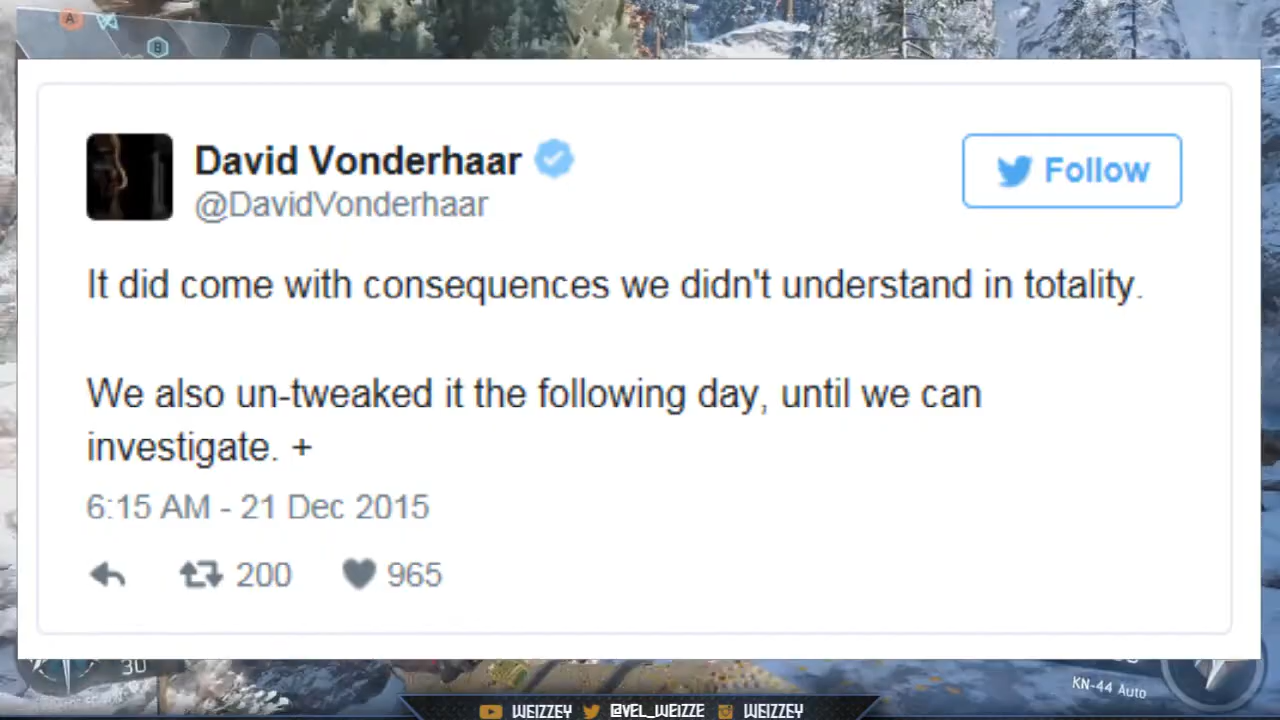 A
B
David Vonderhaar
@DavidVonderhaar
Follow
It did come with consequences we didn't understand in totality.
We also un-tweaked it the following day, until we can
investigate. +
6:15 AM - 21 Dec 2015
200 965
30
KN-44 Auto
WEIZZEY @VEL_WEIZZE WEIZZEY